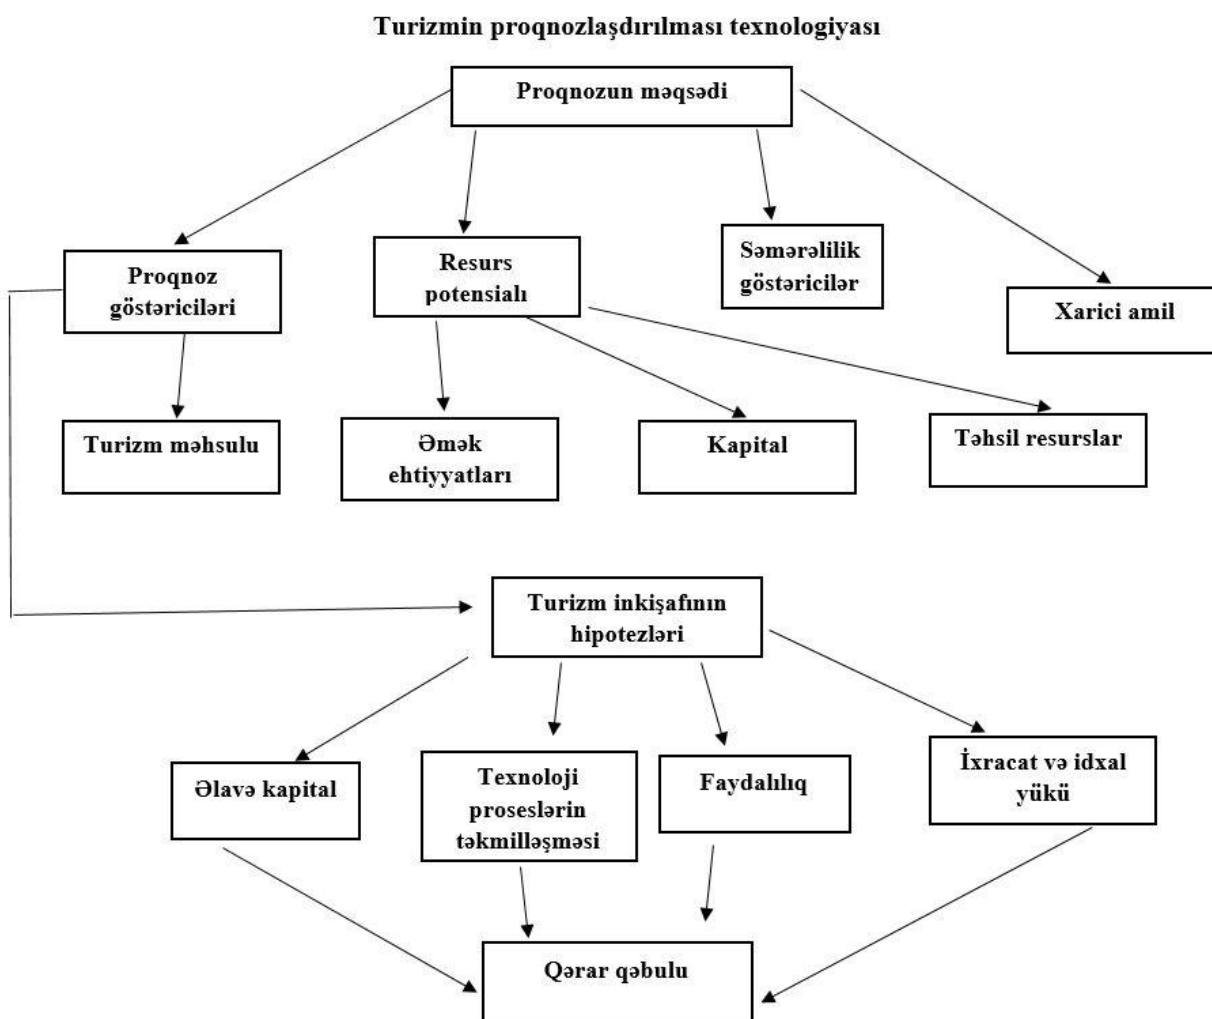 Turizmin proqnozlaşdırılması texnologiyası
Proqnozun məqsədi
Proqnoz
göstəriciləri
Resurs
potensialı
Səmərəlilik
göstəricilər
Xarici amil
Turizm məhsulu
Əmək
ehtiyyatları
Kapital
Təhsil resurslar
Turizm inkişafının
hipotezləri
Əlavə kapital
Texnoloji
proseslərin
təkmilləşməsi
Faydalılıq
İxracat və idxal
yükü
Qərar qəbulu